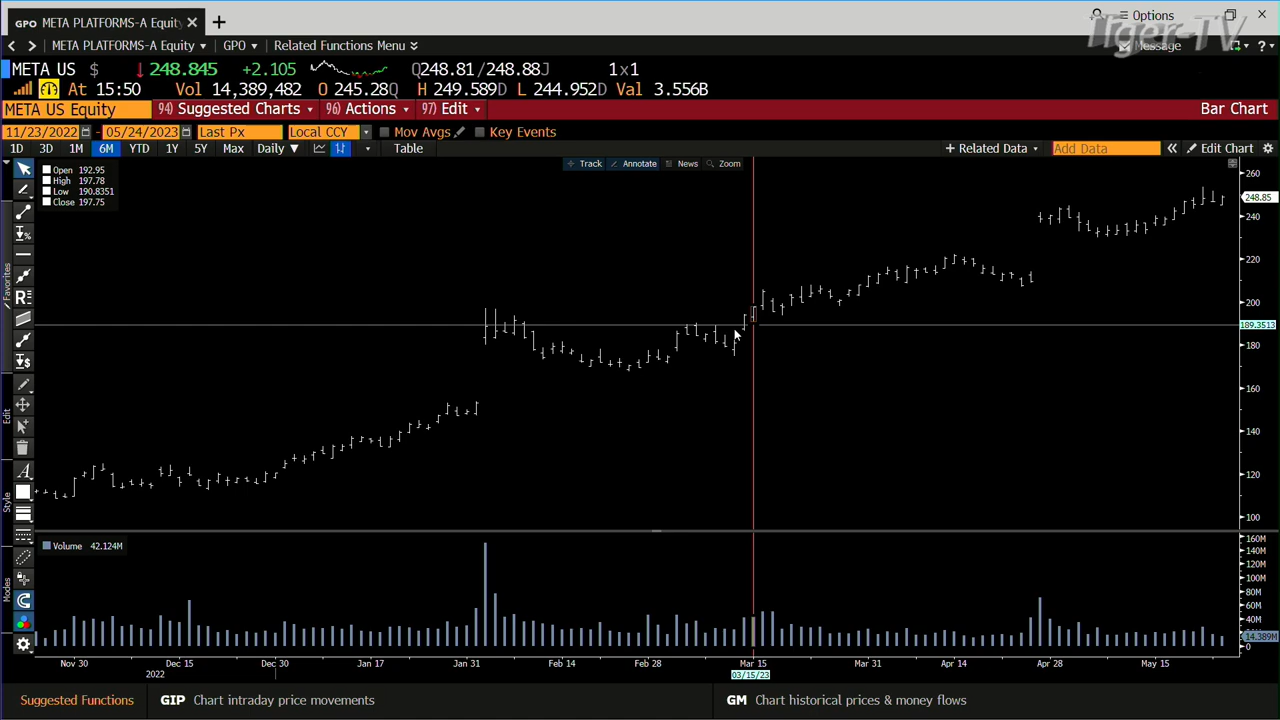 GPO META PLATFORMS-A Equity
Options
Tiger-TV
META PLATFORMS-A Equity GPO Related Functions Menu Message ?
META US $ 248.845 +2.105 Q248.81/248.88J 1x1
At 15:50 Vol 14,389,482 O 245.28Q H 249.589D L 244.952D Val 3.556B
META US Equity 94) Suggested Charts 96) Actions 97) Edit Bar Chart
11/23/2022 - 05/24/2023 Last Px Local CCY Mov Avgs Key Events
1D 3D 1M 6M YTD 1Y 5Y Max Daily Table + Related Data Add Data Edit Chart
Track Annotate News Zoom
Open 192.95
High 197.78
Low 190.8351
Close 197.75
260
248.85
240
220
200
189.3513
180
160
140
120
100
Favorites
Edit
Style
Modes
Volume 42.124M
160M
140M
120M
100M
80M
60M
40M
14.389M
0
Nov 30 Dec 15 Dec 30 Jan 17 Jan 31 Feb 14 Feb 28 Mar 15 Mar 31 Apr 14 Apr 28 May 15
2022 03/15/23 2023
Suggested Functions GIP Chart intraday price movements GM Chart historical prices & money flows